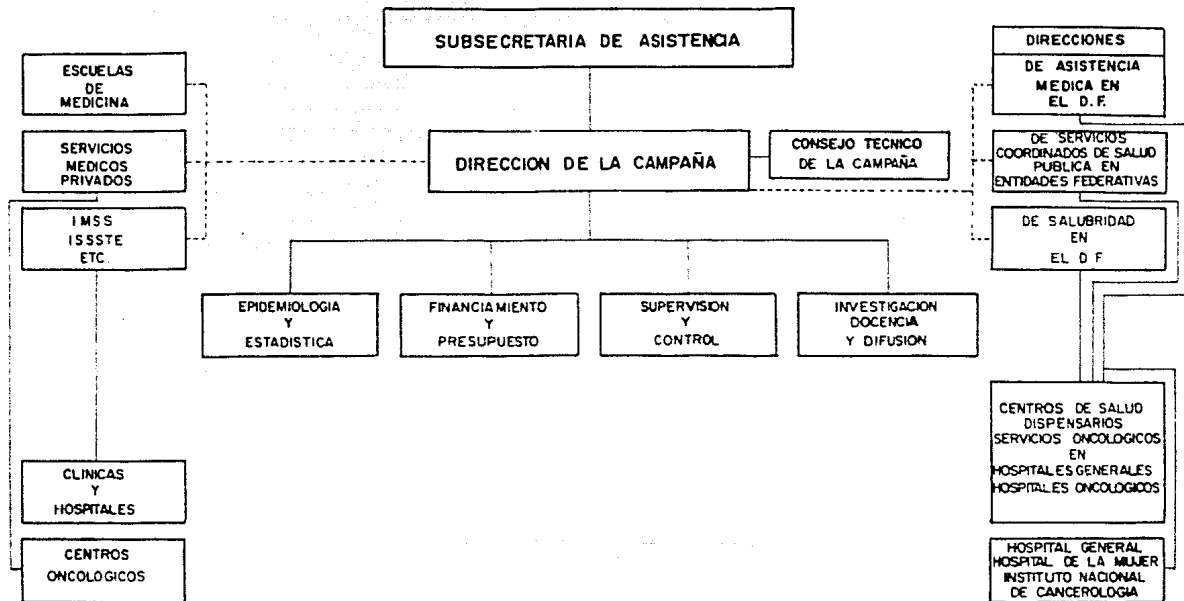 SUBSECRETARIA DE ASISTENCIA
ESCUELAS
DE
MEDICINA
SERVICIOS
MEDICOS
PRIVADOS
IMSS
ISSSTE
ETC.
DIRECCION DE LA CAMPAÑA
CONSEJO TECNICO
DE LA CAMPAÑA
DIRECCIONES
DE ASISTENCIA
MEDICA EN
EL D.F.
DE SERVICIOS
COORDINADOS DE SALUD
PUBLICA EN
ENTIDADES FEDERATIVAS
DE SALUBRIDAD
EN
EL D F
EPIDEMIOLOGIA
Y
ESTADISTICA
FINANCIAMIENTO
Y
PRESUPUESTO
SUPERVISION
Y
CONTROL
INVESTIGACION
DOCENCIA
Y DIFUSION
CLINICAS
Y
HOSPITALES
CENTROS
ONCOLOGICOS
CENTROS DE SALUD
DISPENSARIOS
SERVICIOS ONCOLOGICOS
EN
HOSPITALES GENERALES
HOSPITALES ONCOLOGICOS
HOSPITAL GENERAL
HOSPITAL DE LA MUJER
INSTITUTO NACIONAL
DE CANCEROLOGIA